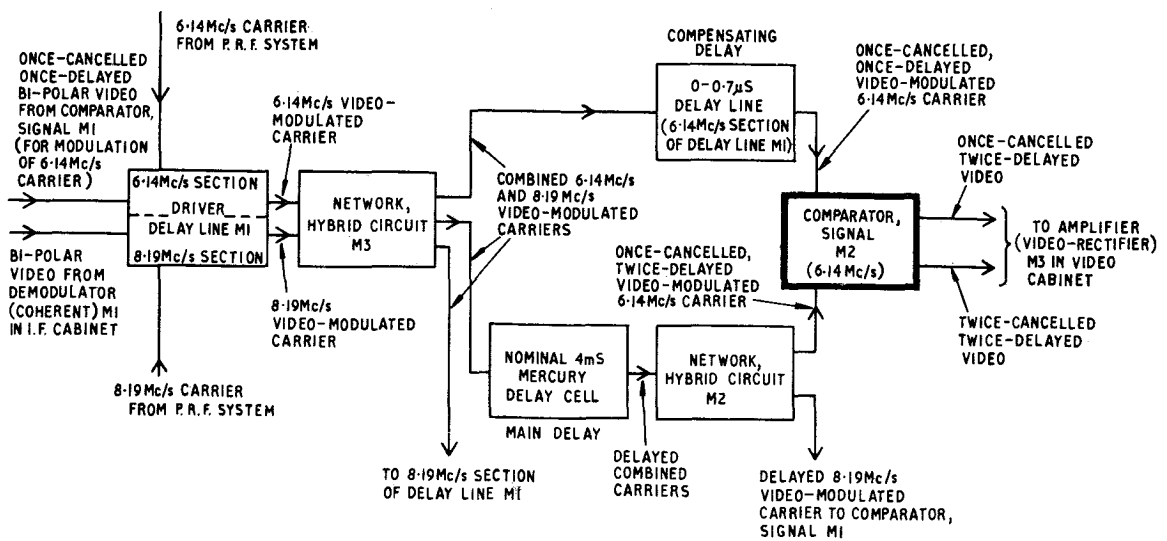 6·14Mc/s CARRIER
FROM P.R.F. SYSTEM
ONCE-CANCELLED
ONCE-DELAYED
BI-POLAR VIDEO
FROM COMPARATOR,
SIGNAL M1
(FOR MODULATION
OF 6·14Mc/s
CARRIER)
6·14Mc/s VIDEO-
MODULATED
CARRIER
6·14Mc/s SECTION
DRIVER
DELAY LINE M1
8·19Mc/s SECTION
BI-POLAR
VIDEO FROM
DEMODULATOR
(COHERENT) M1
IN I.F. CABINET
8·19Mc/s
VIDEO-MODULATED
CARRIER
8·19Mc/s CARRIER
FROM P.R.F. SYSTEM
NETWORK,
HYBRID CIRCUIT
M3
COMBINED 6·14Mc/s
AND 8·19Mc/s
VIDEO-MODULATED
CARRIERS
TO 8·19Mc/s SECTION
OF DELAY LINE M1
COMPENSATING
DELAY
0-0·7µS
DELAY LINE
(6·14Mc/s SECTION
OF DELAY LINE M1)
ONCE-CANCELLED,
ONCE-DELAYED
VIDEO-MODULATED
6·14Mc/s CARRIER
NOMINAL 4mS
MERCURY
DELAY CELL
MAIN DELAY
DELAYED
COMBINED
CARRIERS
NETWORK,
HYBRID CIRCUIT
M2
ONCE-CANCELLED,
TWICE-DELAYED
VIDEO-MODULATED
6·14Mc/s CARRIER
DELAYED 8·19Mc/s
VIDEO-MODULATED
CARRIER TO COMPARATOR,
SIGNAL M1
COMPARATOR,
SIGNAL
M2
(6·14Mc/s)
ONCE-CANCELLED
TWICE-DELAYED
VIDEO
TWICE-CANCELLED
TWICE-DELAYED
VIDEO
TO AMPLIFIER
(VIDEO-RECTIFIER)
M3 IN VIDEO
CABINET